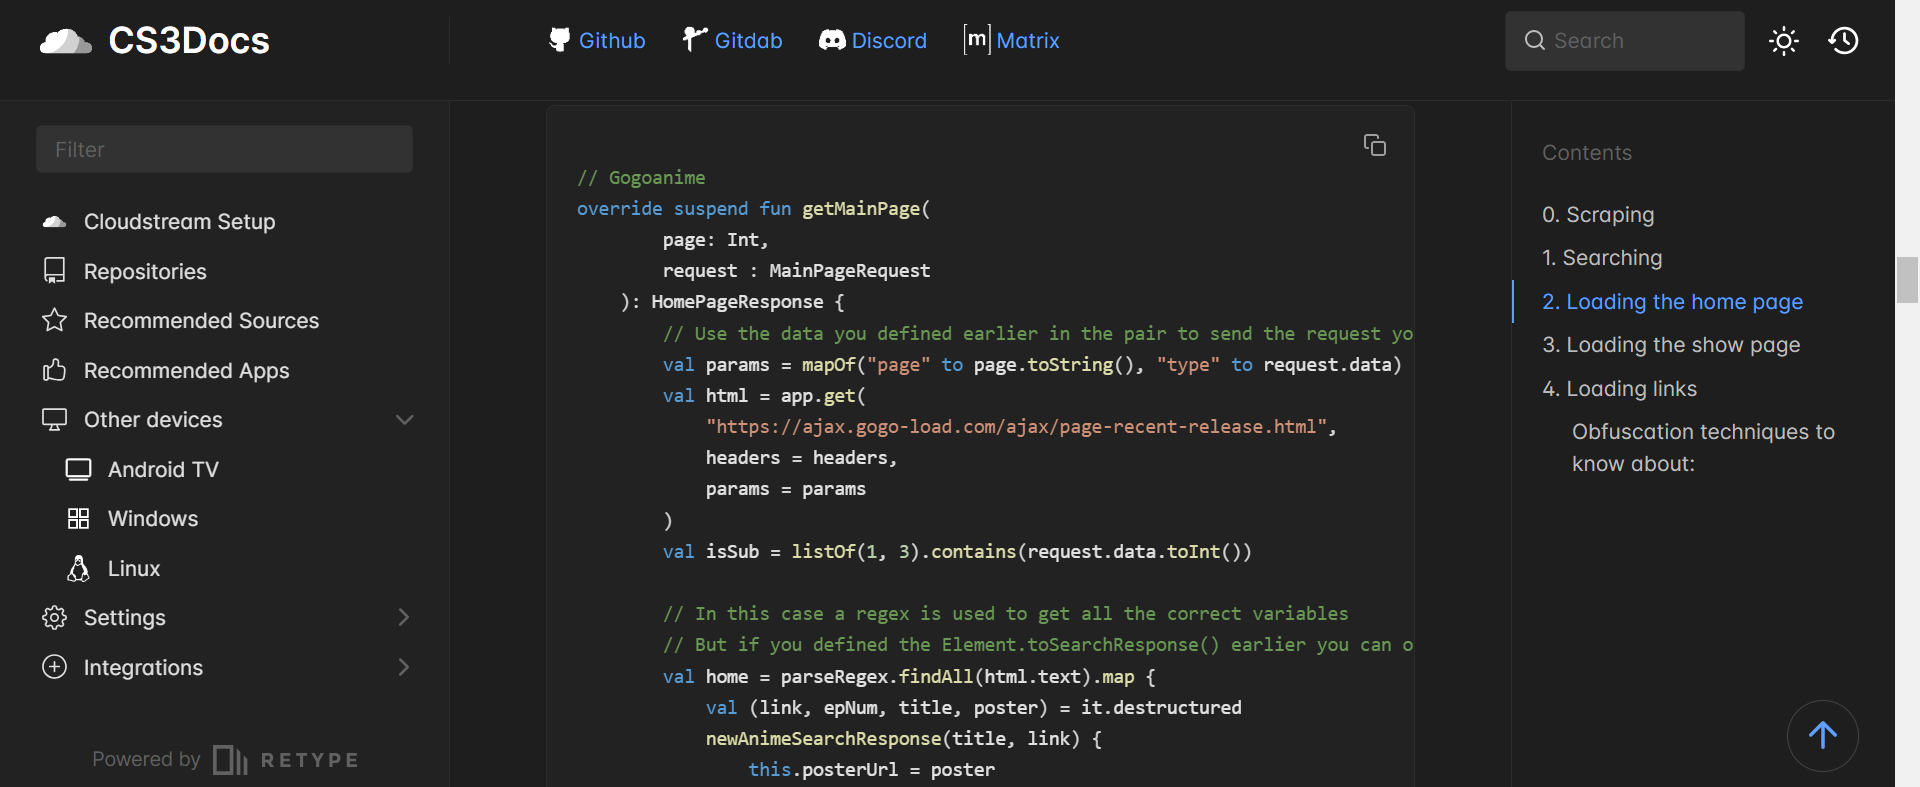 CS3Docs
Github
Gitdab
Discord
[m] Matrix
Search
Filter
Cloudstream Setup
Repositories
Recommended Sources
Recommended Apps
Other devices
Android TV
Windows
Linux
Settings
Integrations
Powered by RETYPE
// Gogoanime
override suspend fun getMainPage(
        page: Int,
        request : MainPageRequest
    ): HomePageResponse {
        // Use the data you defined earlier in the pair to send the request yo
        val params = mapOf("page" to page.toString(), "type" to request.data)
        val html = app.get(
            "https://ajax.gogo-load.com/ajax/page-recent-release.html",
            headers = headers,
            params = params
        )
        val isSub = listOf(1, 3).contains(request.data.toInt())
        // In this case a regex is used to get all the correct variables
        // But if you defined the Element.toSearchResponse() earlier you can o
        val home = parseRegex.findAll(html.text).map {
            val (link, epNum, title, poster) = it.destructured
            newAnimeSearchResponse(title, link) {
                this.posterUrl = poster
Contents
0. Scraping
1. Searching
2. Loading the home page
3. Loading the show page
4. Loading links
Obfuscation techniques to
know about: